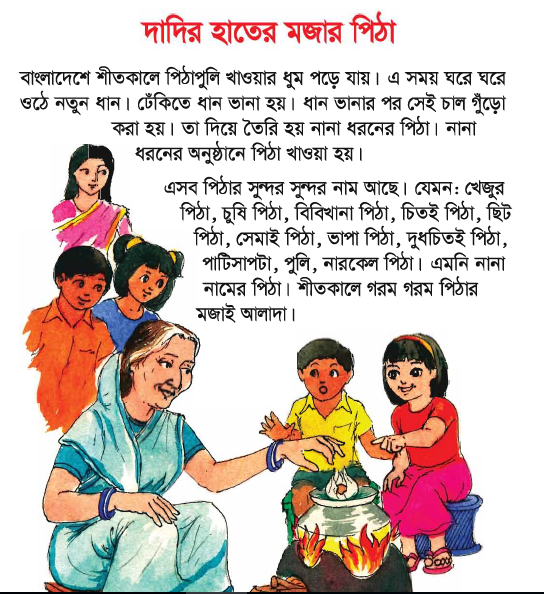 দাদির হাতের মজার পিঠা
বাংলাদেশে শীতকালে পিঠাপুলি খাওয়ার ধুম পড়ে যায়। এ সময় ঘরে ঘরে
ওঠে নতুন ধান। ঢেঁকিতে ধান ভানা হয়। ধান ভানার পর সেই চাল গুঁড়ো
করা হয়। তা দিয়ে তৈরি হয় নানা ধরনের পিঠা। নানা
ধরনের অনুষ্ঠানে পিঠা খাওয়া হয়।
এসব পিঠার সুন্দর সুন্দর নাম আছে। যেমন: খেজুর
পিঠা, চুষি পিঠা, বিবিখানা পিঠা, চিতই পিঠা, ছিট
পিঠা, সেমাই পিঠা, ভাপা পিঠা, দুধচিতই পিঠা,
পাটিসাপটা, পুলি, নারকেল পিঠা। এমনি নানা
নামের পিঠা। শীতকালে গরম গরম পিঠার
মজাই আলাদা।